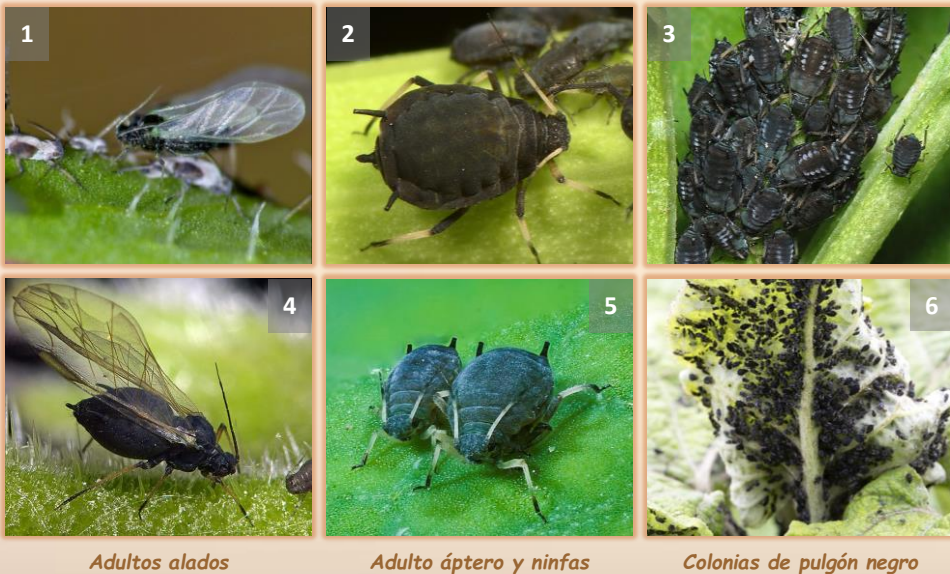 1
2
3
4
5
6
Adultos alados
Adulto áptero y ninfas
Colonias de pulgón negro